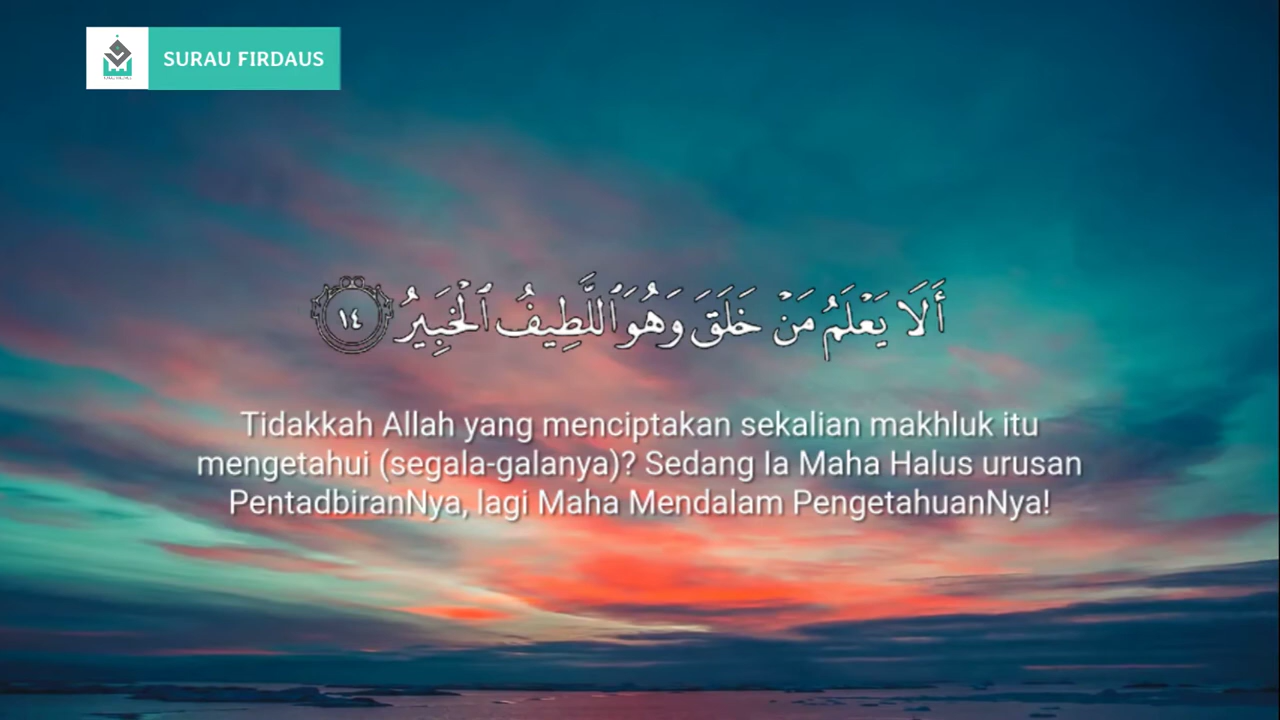 SURAU FIRDAUS
أَلَا يَعْلَمُ مَنْ خَلَقَ وَهُوَ ٱللَّطِيفُ ٱلْخَبِيرُ ١٤
Tidakkah Allah yang menciptakan sekalian makhluk itu
mengetahui (segala-galanya)? Sedang Ia Maha Halus urusan
PentadbiranNya, lagi Maha Mendalam PengetahuanNya!